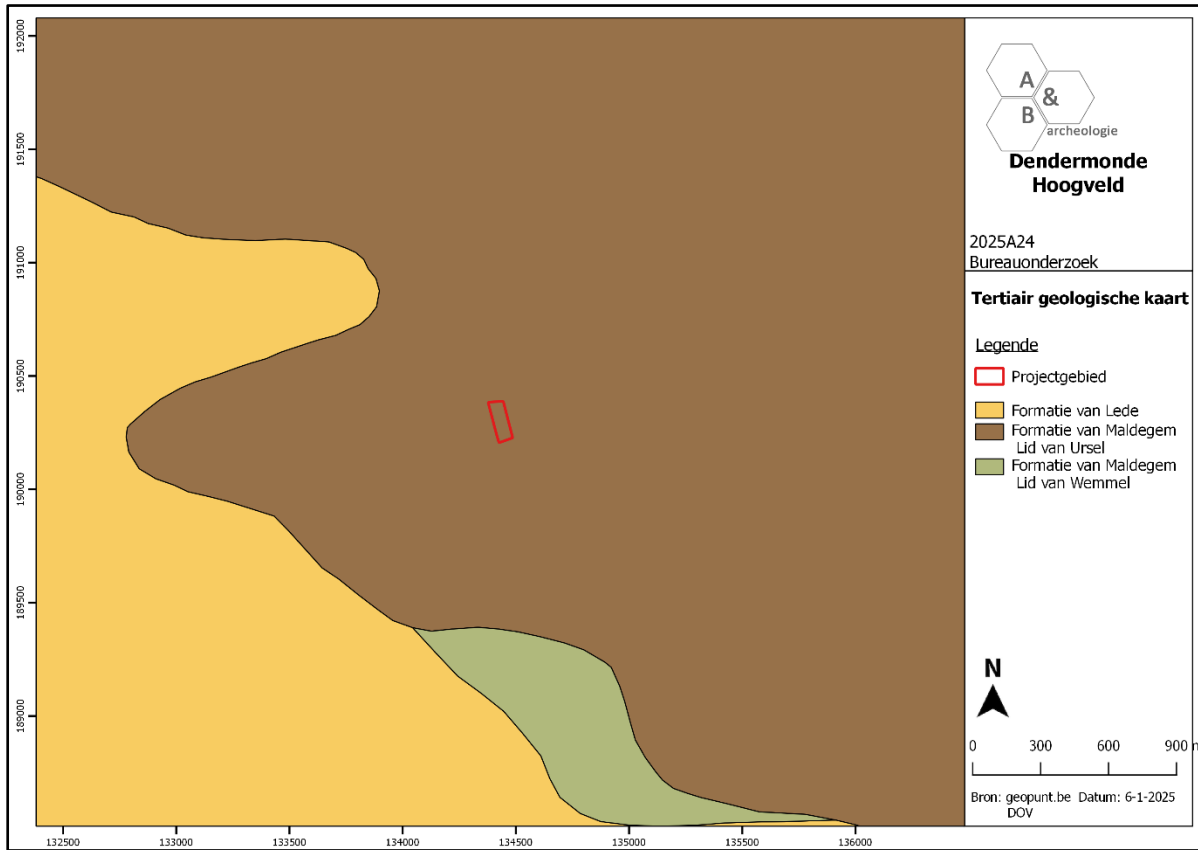 192000
191500
191000
190500
190000
189500
189000
132500 133000 133500 134000 134500 135000 135500 136000
A
&
B
archeologie
Dendermonde
Hoogveld
2025A24
Bureauonderzoek
Tertiair geologische kaart
Legende
Projectgebied
Formatie van Lede
Formatie van Maldegem
Lid van Ursel
Formatie van Maldegem
Lid van Wemmel
N
0 300 600 900 m
Bron: geopunt.be Datum: 6-1-2025
DOV